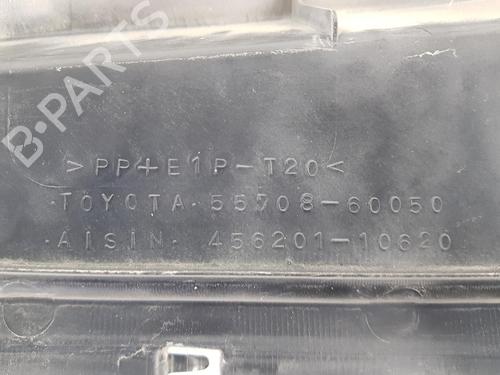 B-PARTS
>PP+E1P-T20<
·TOYOTA·55708-60050
·AISIN· 456201-10620